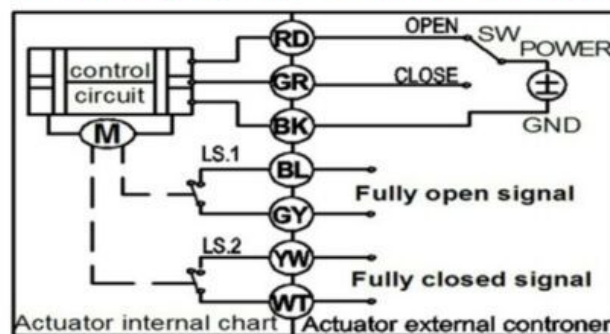 RD OPEN SW POWER
control circuit
GR CLOSE
BK GND
M
LS.1 BL
Fully open signal
GY
LS.2 YW
Fully closed signal
WT
Actuator internal chart Actuator external controner